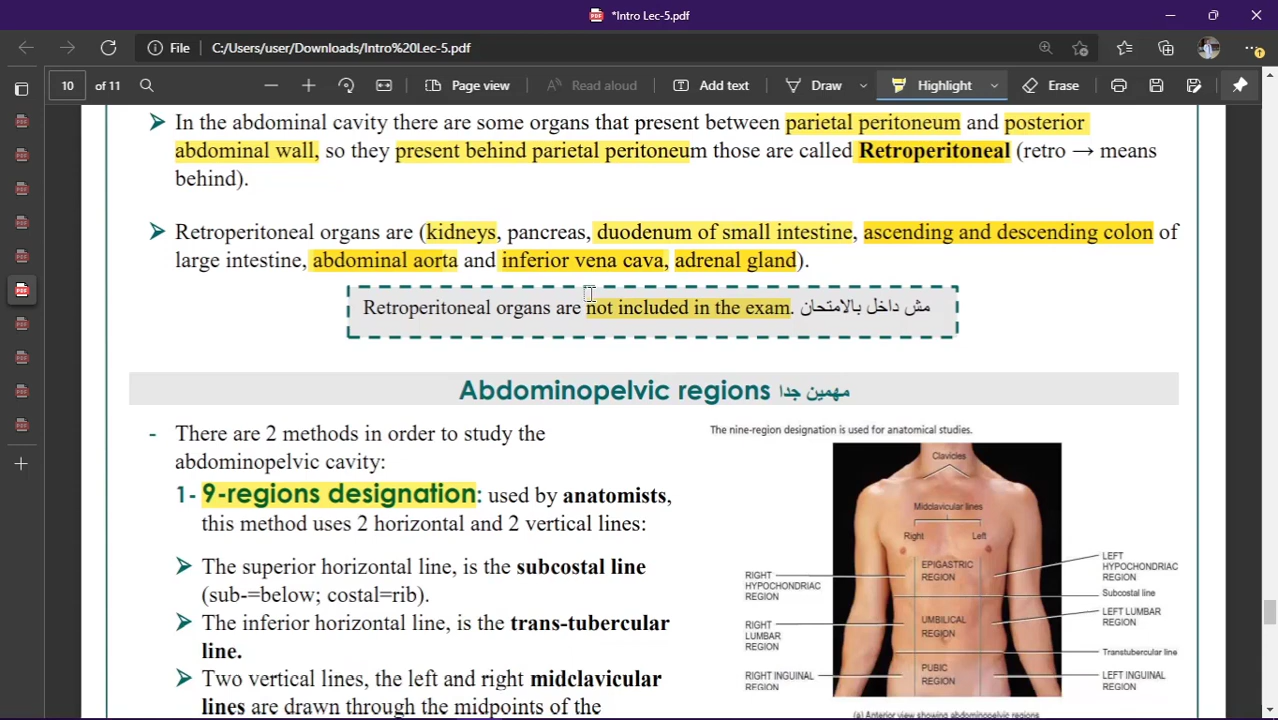 *Intro Lec-5.pdf
File C:/Users/user/Downloads/Intro%20Lec-5.pdf
10 of 11 Page view Read aloud Add text Draw Highlight Erase
➤ In the abdominal cavity there are some organs that present between parietal peritoneum and posterior
abdominal wall, so they present behind parietal peritoneum those are called Retroperitoneal (retro → means
behind).
➤ Retroperitoneal organs are (kidneys, pancreas, duodenum of small intestine, ascending and descending colon of
large intestine, abdominal aorta and inferior vena cava, adrenal gland).
Retroperitoneal organs are not included in the exam. مش داخل بالامتحان
Abdominopelvic regions مهمين جدا
- There are 2 methods in order to study the
abdominopelvic cavity:
1- 9-regions designation: used by anatomists,
this method uses 2 horizontal and 2 vertical lines:
➤ The superior horizontal line, is the subcostal line
(sub-=below; costal=rib).
➤ The inferior horizontal line, is the trans-tubercular
line.
➤ Two vertical lines, the left and right midclavicular
lines are drawn through the midpoints of the
The nine-region designation is used for anatomical studies.
Clavicles
Midclavicular lines
Right Left
EPIGASTRIC
REGION
RIGHT
HYPOCHONDRIAC
REGION
LEFT
HYPOCHONDRIAC
REGION
Subcostal line
UMBILICAL
REGION
RIGHT
LUMBAR
REGION
LEFT LUMBAR
REGION
Transtubercular line
PUBIC
REGION
RIGHT INGUINAL
REGION
LEFT INGUINAL
REGION
(a) Anterior view showing abdominopelvic regions